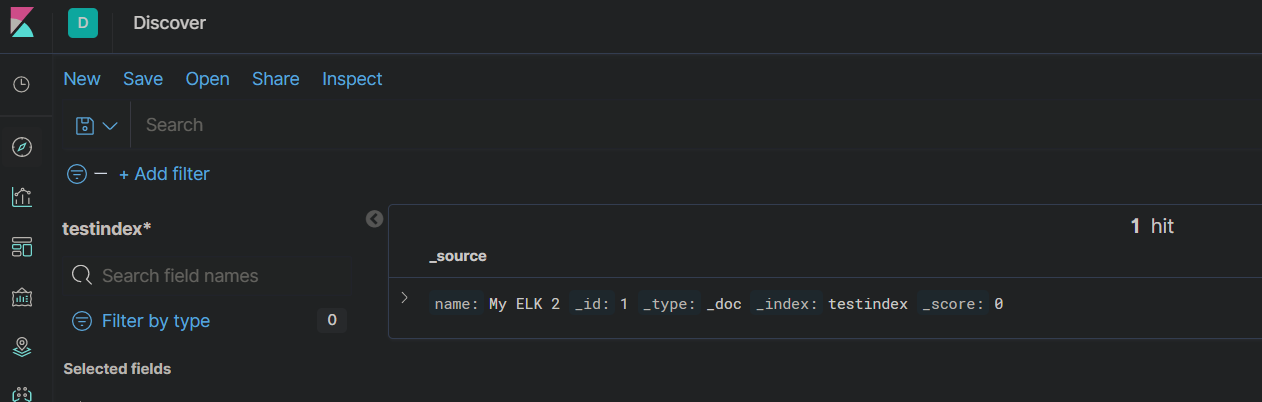 D Discover
New Save Open Share Inspect
Search
+ Add filter
testindex*
1 hit
Search field names
_source
Filter by type 0
name: My ELK 2 _id: 1 _type: _doc _index: testindex _score: 0
Selected fields